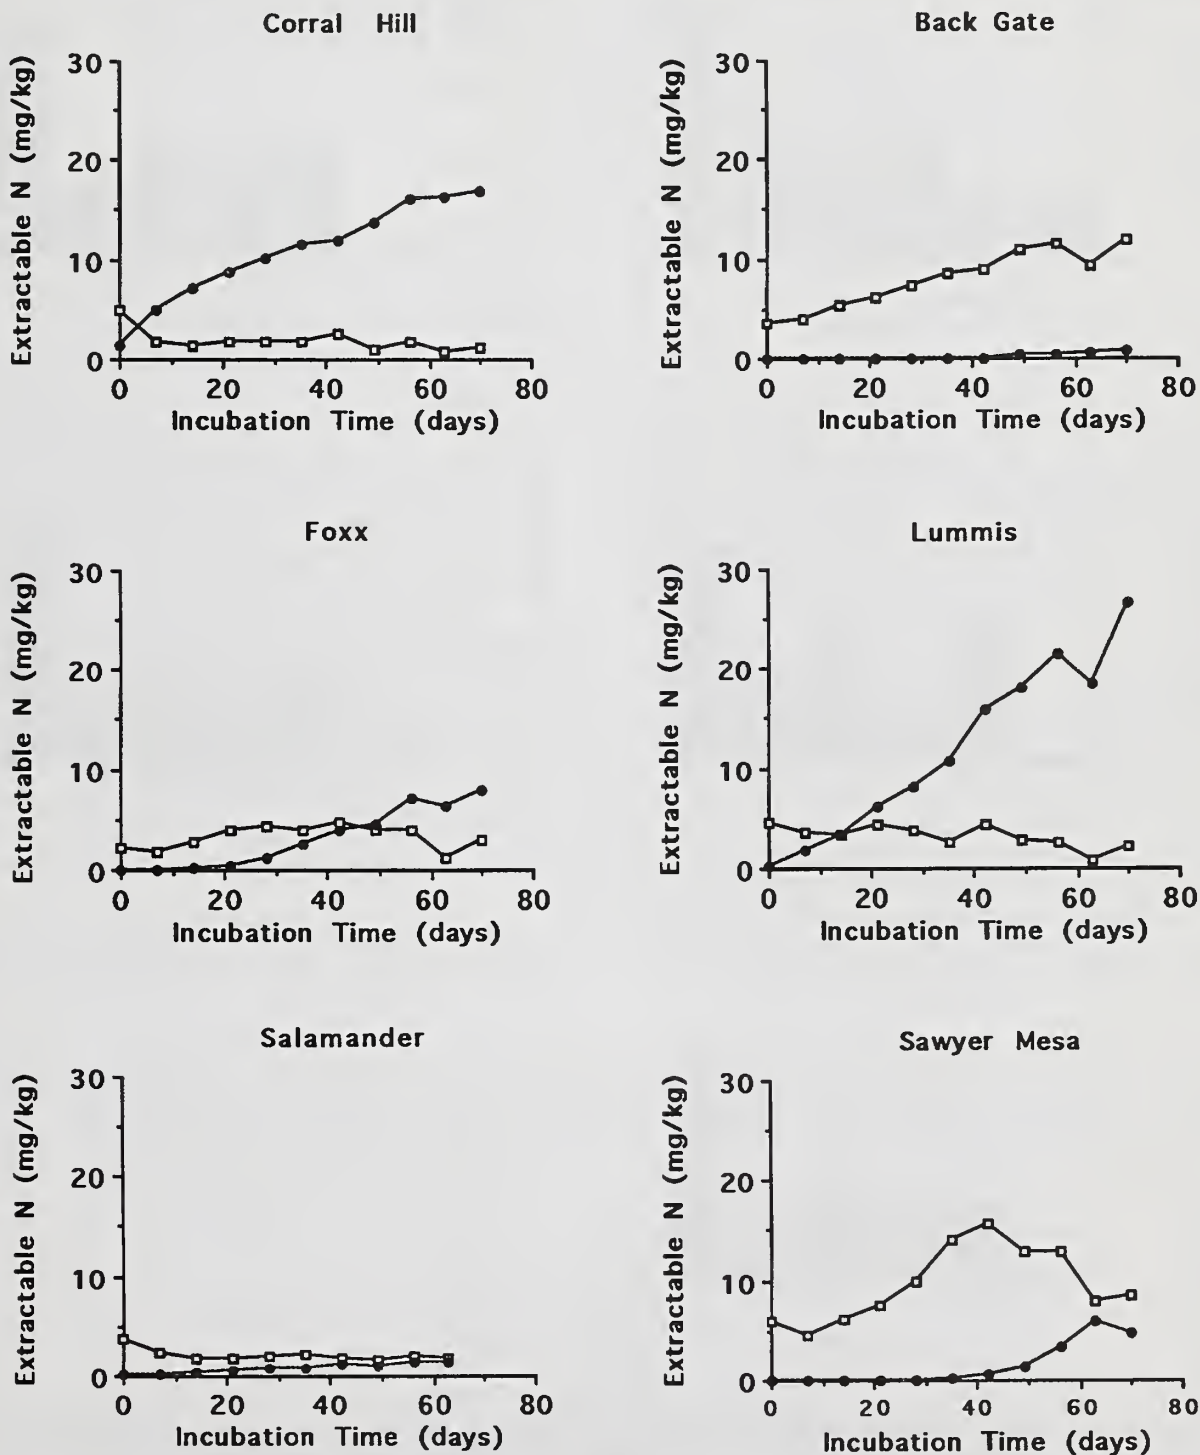 Corral Hill
Extractable N (mg/kg)
30
20
10
0
0 20 40 60 80
Incubation Time (days)
Back Gate
Extractable N (mg/kg)
30
20
10
0
0 20 40 60 80
Incubation Time (days)
Foxx
Extractable N (mg/kg)
30
20
10
0
0 20 40 60 80
Incubation Time (days)
Lummis
Extractable N (mg/kg)
30
20
10
0
0 20 40 60 80
Incubation Time (days)
Salamander
Extractable N (mg/kg)
30
20
10
0
0 20 40 60 80
Incubation Time (days)
Sawyer Mesa
Extractable N (mg/kg)
30
20
10
0
0 20 40 60 80
Incubation Time (days)